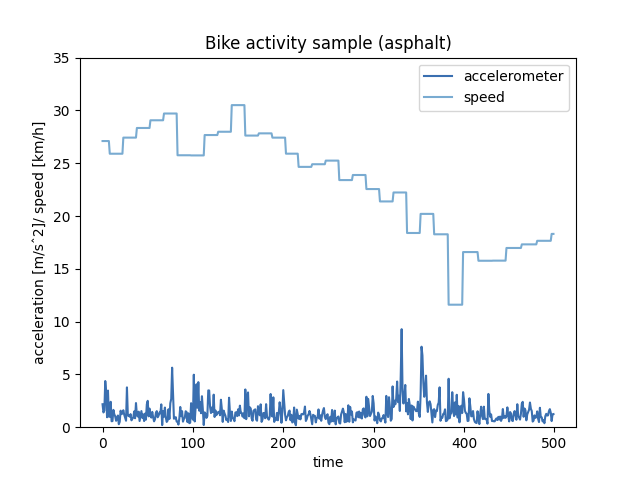 Bike activity sample (asphalt)
35
30
25
20
15
10
5
0
acceleration [m/s^2]/ speed [km/h]
accelerometer
speed
0
100
200
300
400
500
time